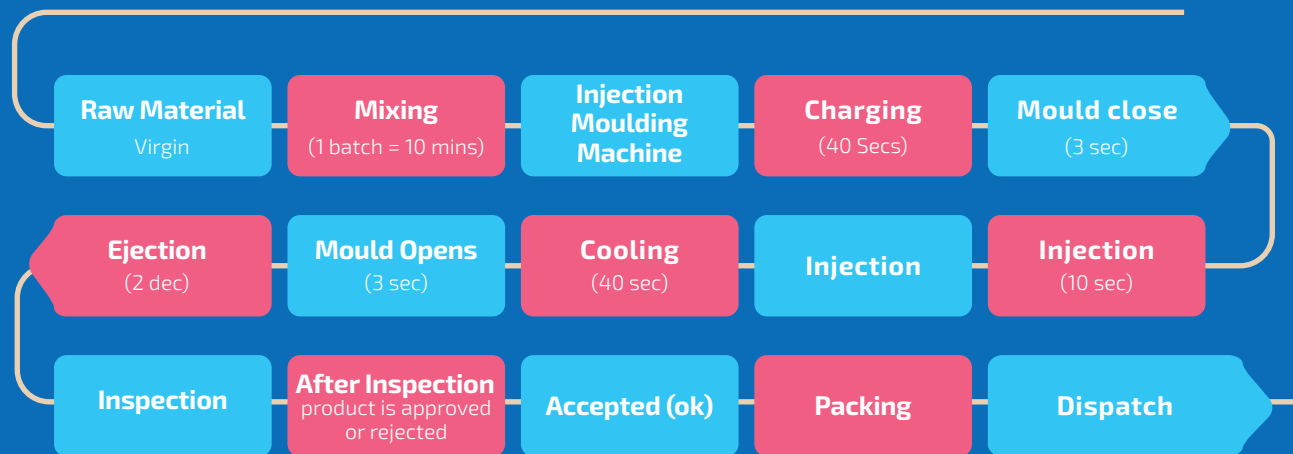 Raw Material
Virgin
Mixing
(1 batch = 10 mins)
Injection
Moulding
Machine
Charging
(40 Secs)
Mould close
(3 sec)
Ejection
(2 dec)
Mould Opens
(3 sec)
Cooling
(40 sec)
Injection
Injection
(10 sec)
Inspection
After Inspection
product is approved
or rejected
Accepted (ok)
Packing
Dispatch